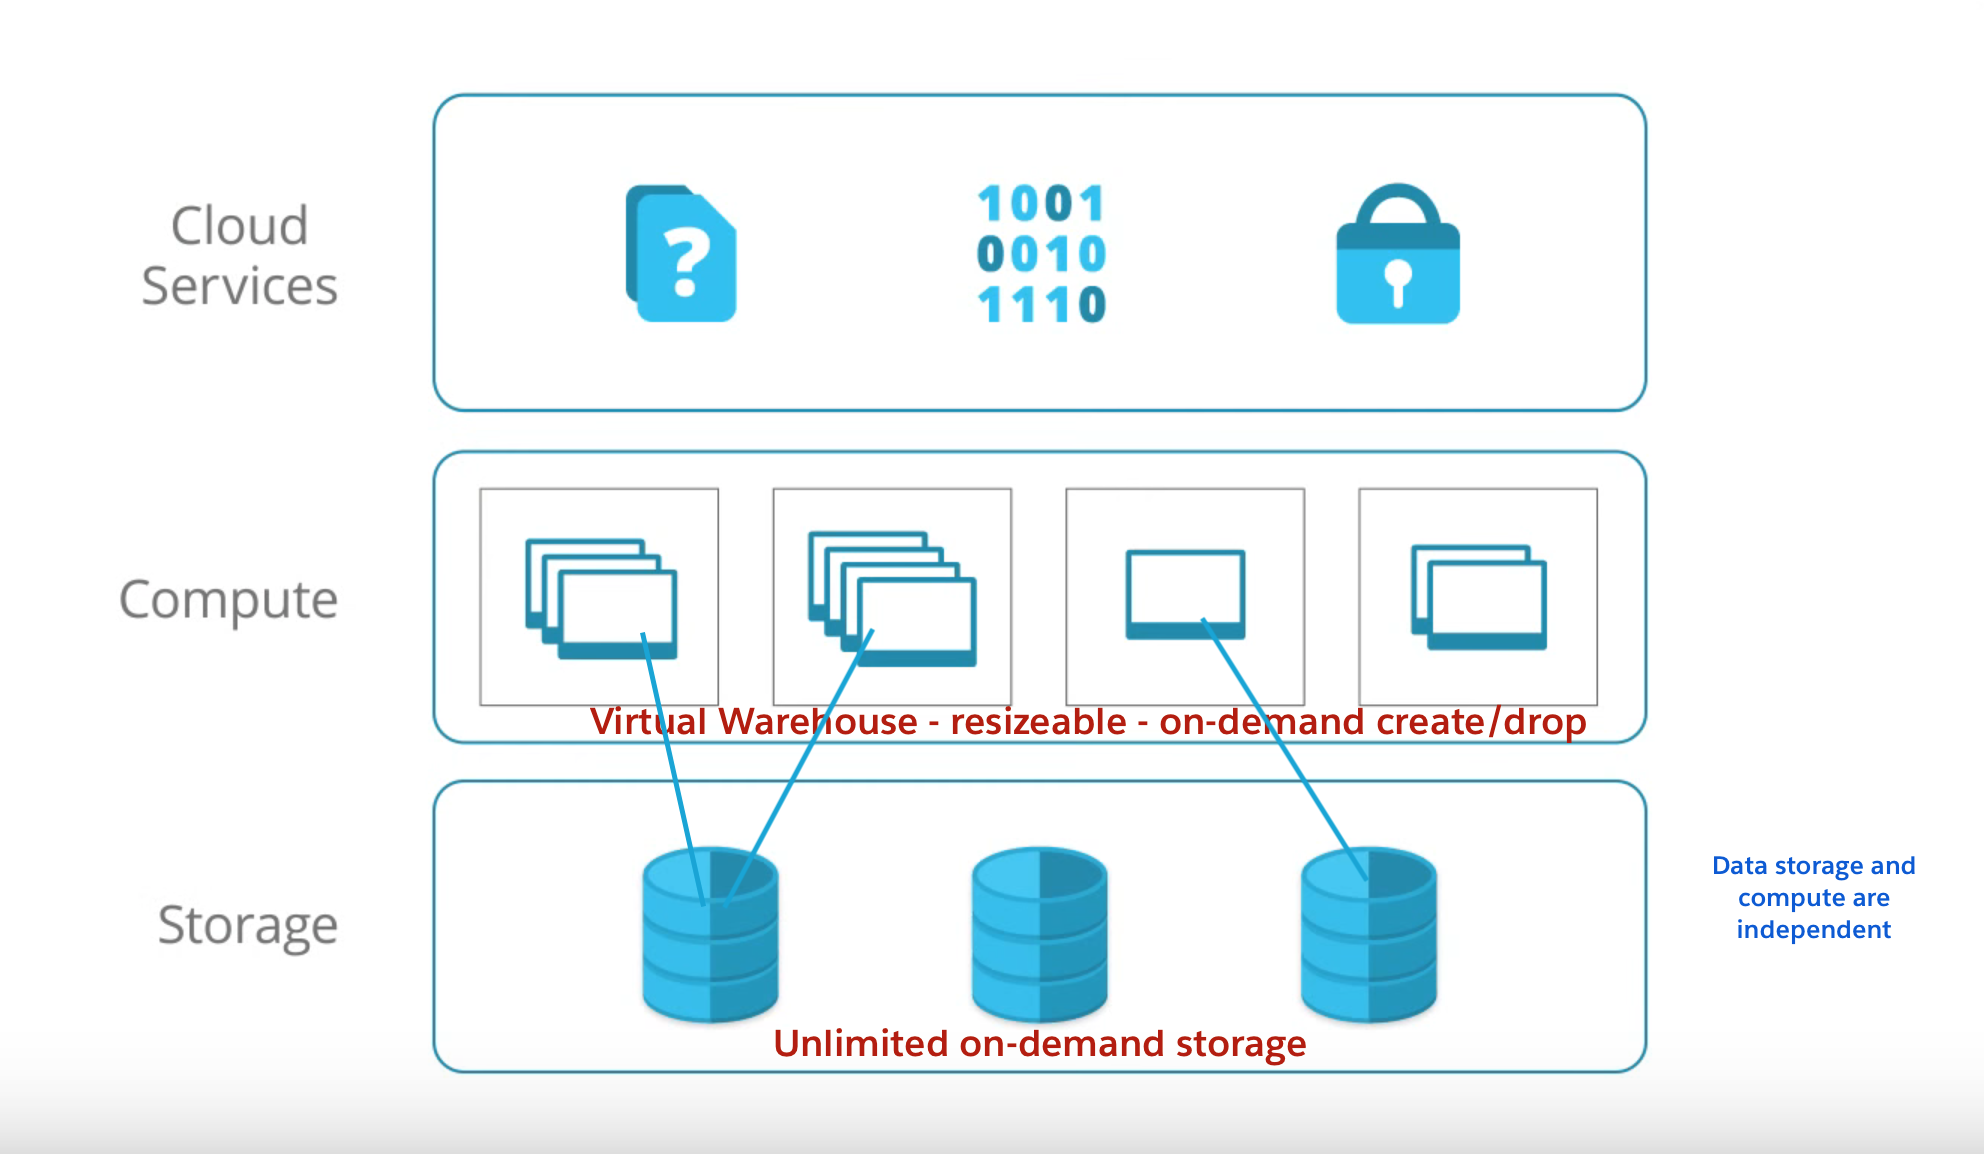 Cloud
Services
?
1001
0010
1110
Compute
Virtual Warehouse - resizeable - on-demand create/drop
Storage
Data storage and
compute are
independent
Unlimited on-demand storage